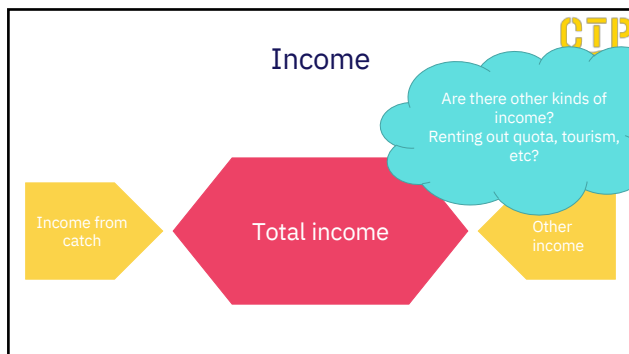 CTP
Income
Are there other kinds of
income?
Renting out quota, tourism,
etc?
Income from
catch
Total income
Other
income